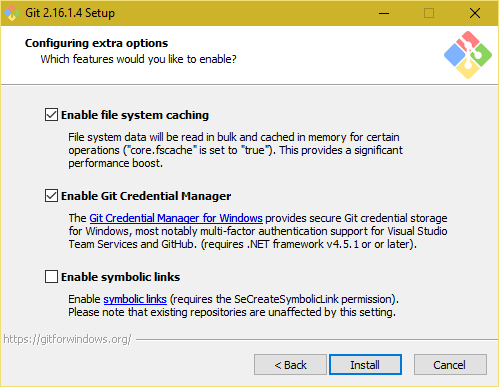 Git 2.16.1.4 Setup
Configuring extra options
Which features would you like to enable?
Enable file system caching
File system data will be read in bulk and cached in memory for certain
operations ("core.fscache" is set to "true"). This provides a significant
performance boost.
Enable Git Credential Manager
The Git Credential Manager for Windows provides secure Git credential storage
for Windows, most notably multi-factor authentication support for Visual Studio
Team Services and GitHub. (requires .NET framework v4.5.1 or or later).
Enable symbolic links
Enable symbolic links (requires the SeCreateSymbolicLink permission).
Please note that existing repositories are unaffected by this setting.
https://gitforwindows.org/
< Back
Install
Cancel